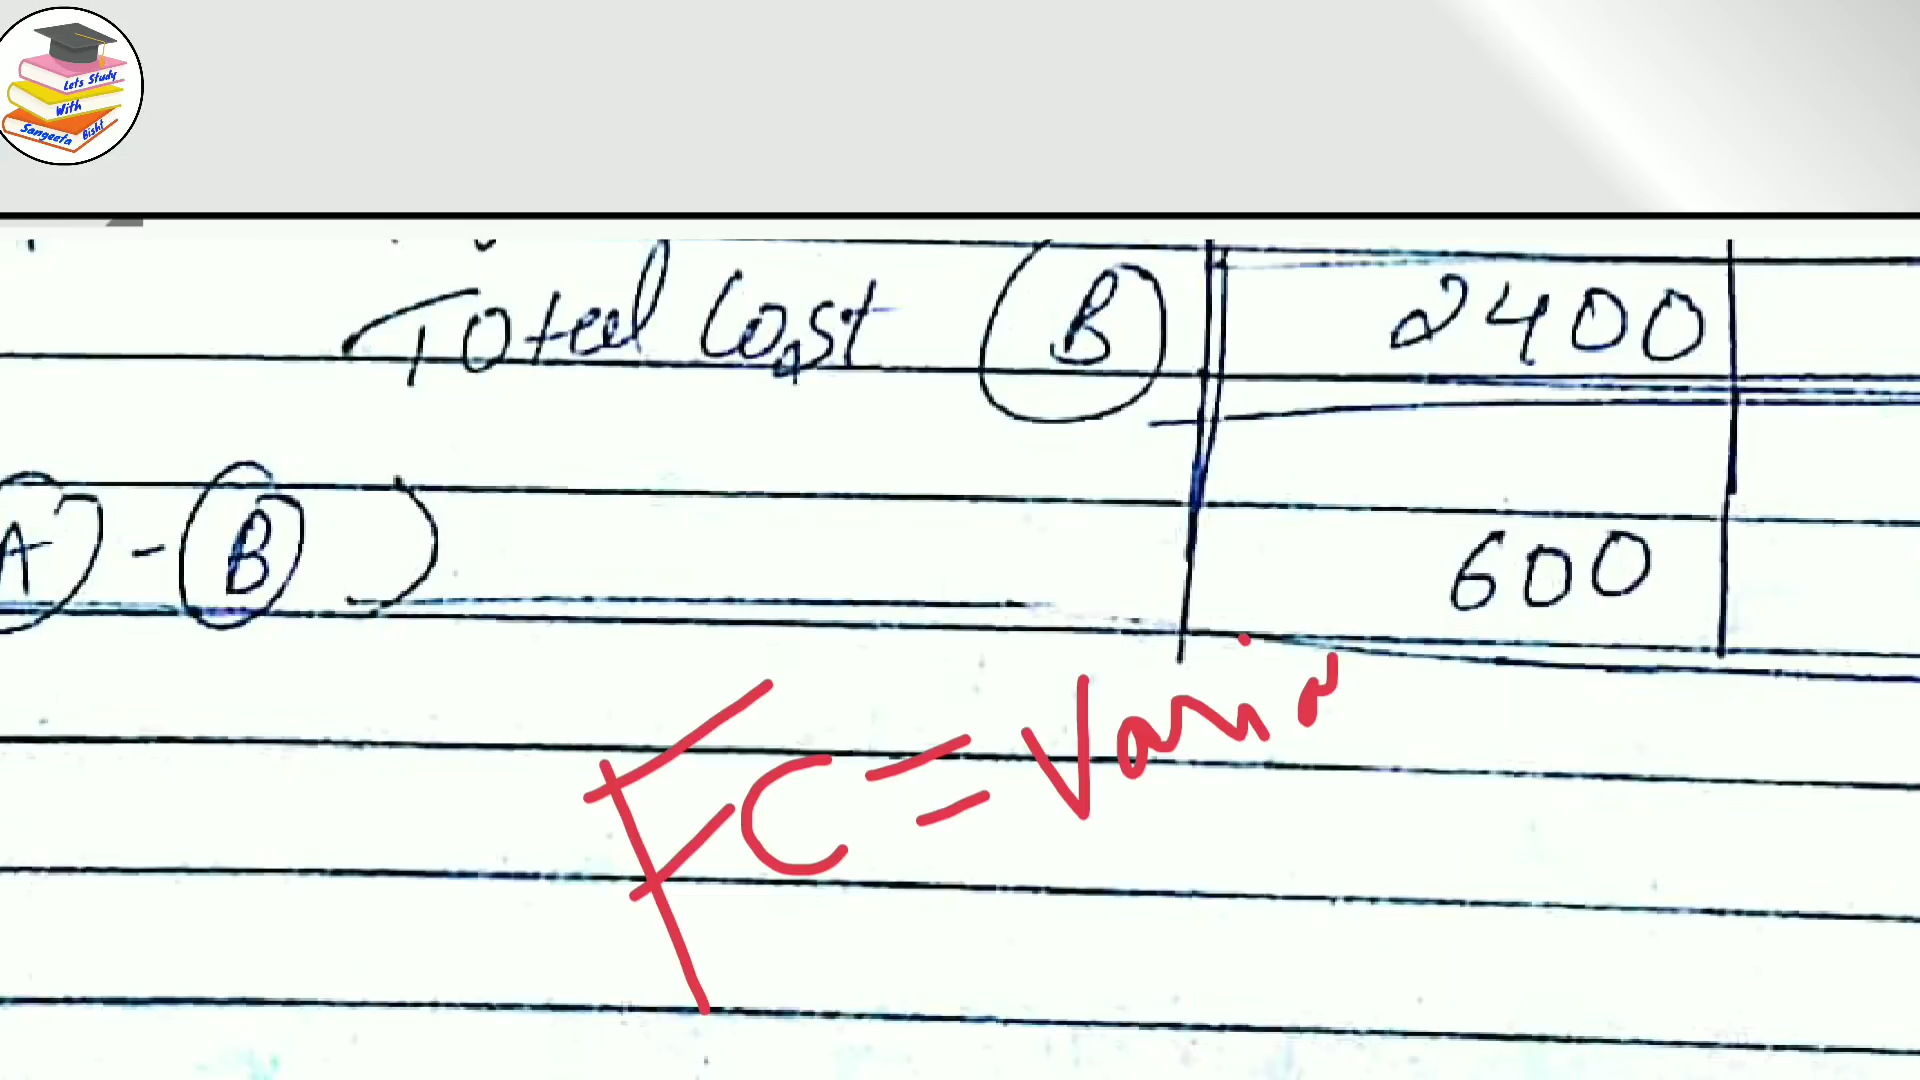 Lets Study
With
Sangeeta Bisht
Total Cost B 2400
A - B ) 600
FC = Varia